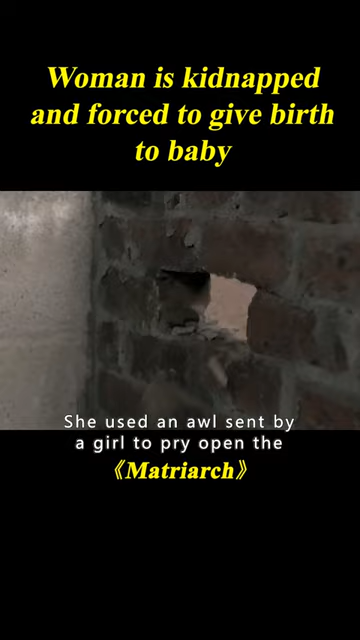 Woman is kidnapped
and forced to give birth
to baby
She used an awl sent by
a girl to pry open the
《Matriarch》